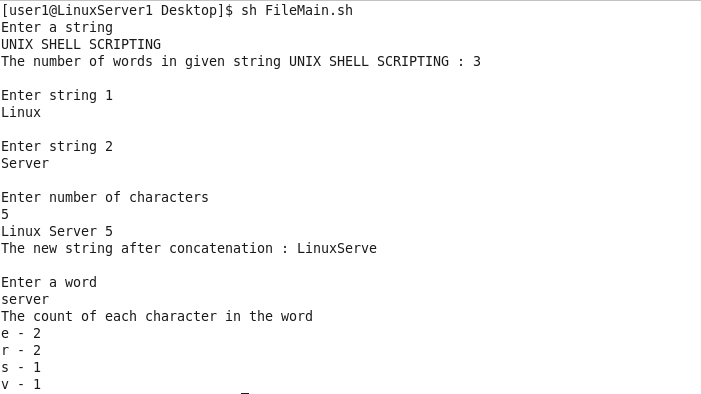 [user1@LinuxServer1 Desktop]$ sh FileMain.sh
Enter a string
UNIX SHELL SCRIPTING
The number of words in given string UNIX SHELL SCRIPTING : 3
Enter string 1
Linux
Enter string 2
Server
Enter number of characters
5
Linux Server 5
The new string after concatenation : LinuxServe
Enter a word
server
The count of each character in the word
e - 2
r - 2
s - 1
v - 1